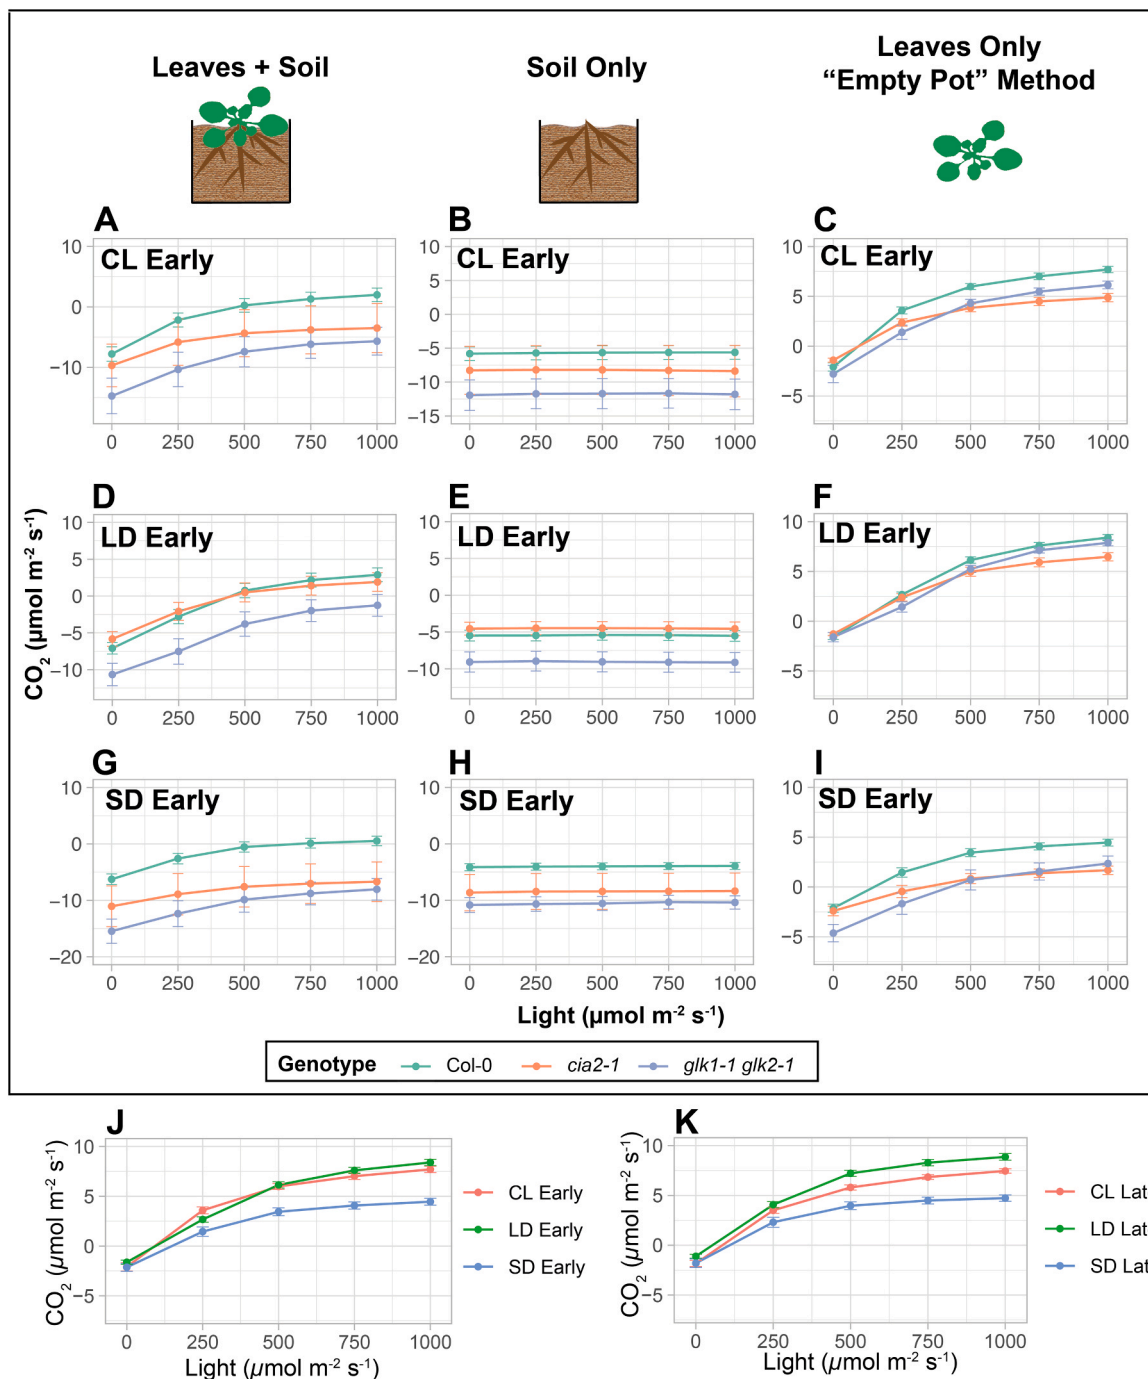 Leaves + Soil
Soil Only
Leaves Only
“Empty Pot” Method
A
B
C
CL Early
CL Early
CL Early
10
0
−10
0 250 500 750 1000
10
5
0
−5
−10
−15
0 250 500 750 1000
10
5
0
−5
0 250 500 750 1000
D
E
F
LD Early
LD Early
LD Early
10
5
0
−5
−10
0 250 500 750 1000
10
5
0
−5
−10
0 250 500 750 1000
10
5
0
−5
0 250 500 750 1000
CO2 (µmol m-2 s-1)
G
H
I
SD Early
SD Early
SD Early
10
0
−10
−20
0 250 500 750 1000
10
0
−10
−20
0 250 500 750 1000
10
5
0
−5
0 250 500 750 1000
Light (µmol m-2 s-1)
Genotype Col-0 cia2-1 glk1-1 glk2-1
J
10
5
0
−5
0 250 500 750 1000
CO2 (µmol m-2 s-1)
Light (µmol m-2 s-1)
CL Early
LD Early
SD Early
K
10
5
0
−5
0 250 500 750 1000
CO2 (µmol m-2 s-1)
Light (µmol m-2 s-1)
CL Lat
LD Lat
SD Lat